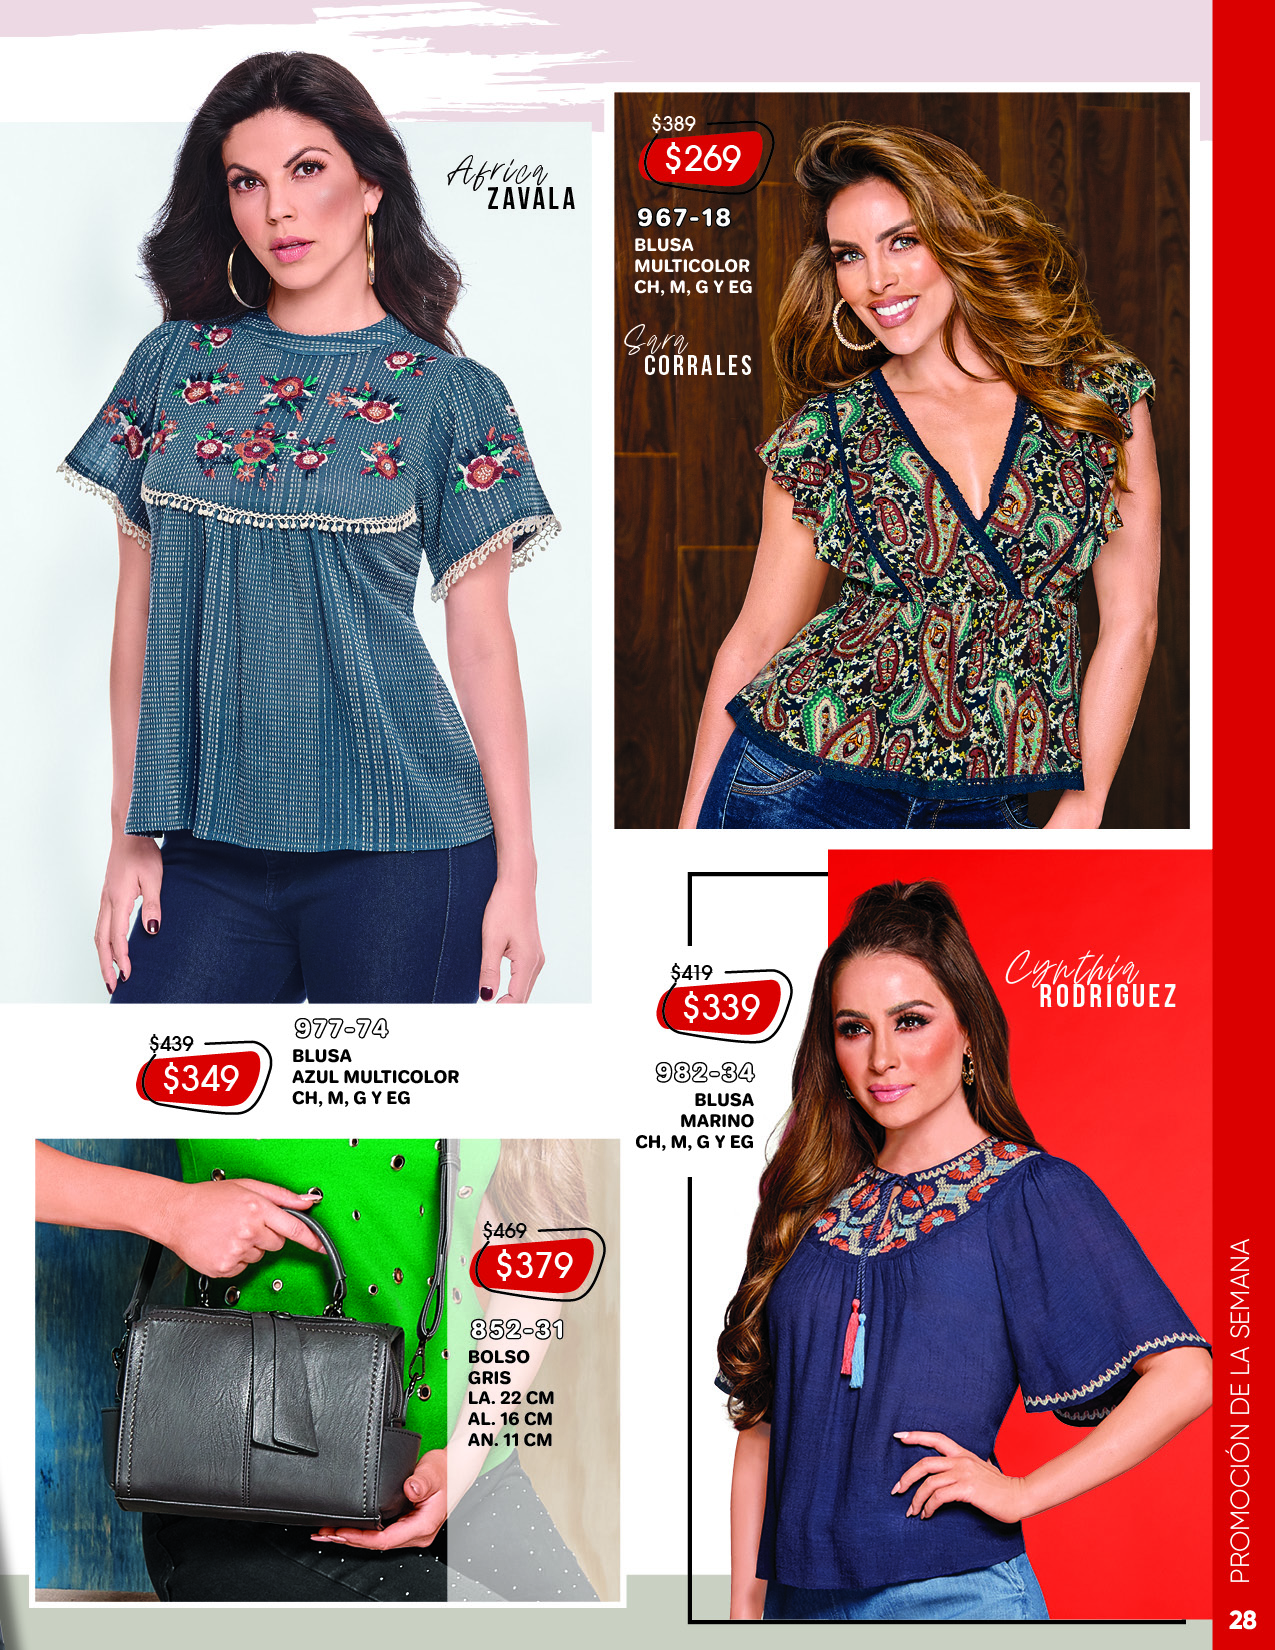 Africa
ZAVALA
$389
$269
967-18
BLUSA
MULTICOLOR
CH, M, G Y EG
Sara
CORRALES
$439
$349
977-74
BLUSA
AZUL MULTICOLOR
CH, M, G Y EG
$419
$339
982-34
BLUSA
MARINO
CH, M, G Y EG
Cynthia
RODRÍGUEZ
$469
$379
852-31
BOLSO
GRIS
LA. 22 CM
AL. 16 CM
AN. 11 CM
PROMOCIÓN DE LA SEMANA
28